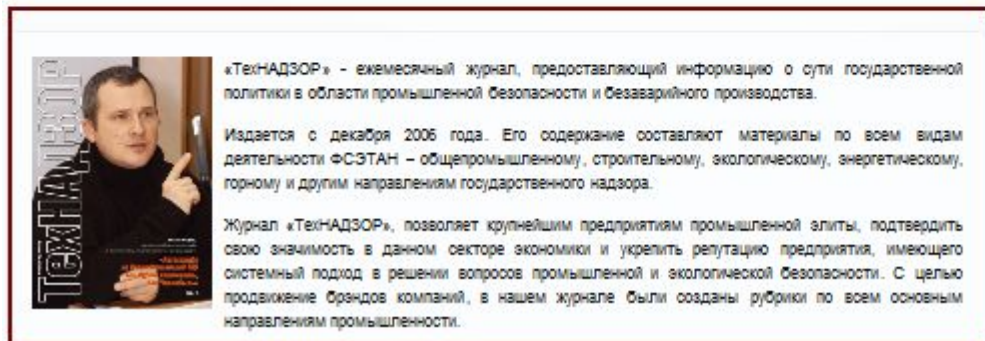 ТехНАДЗОР
«ТехНАДЗОР» - ежемесячный журнал, предоставляющий информацию о сути государственной
политики в области промышленной безопасности и безаварийного производства.
Издается с декабря 2006 года. Его содержание составляют материалы по всем видам
деятельности ФСЭТАН – общепромышленному, строительному, экологическому, энергетическому,
горному и другим направлениям государственного надзора.
Журнал «ТехНАДЗОР», позволяет крупнейшим предприятиям промышленной элиты, подтвердить
свою значимость в данном секторе экономики и укрепить репутацию предприятия, имеющего
системный подход в решении вопросов промышленной и экологической безопасности. С целью
продвижение брэндов компаний, в нашем журнале были созданы рубрики по всем основным
направлениям промышленности.